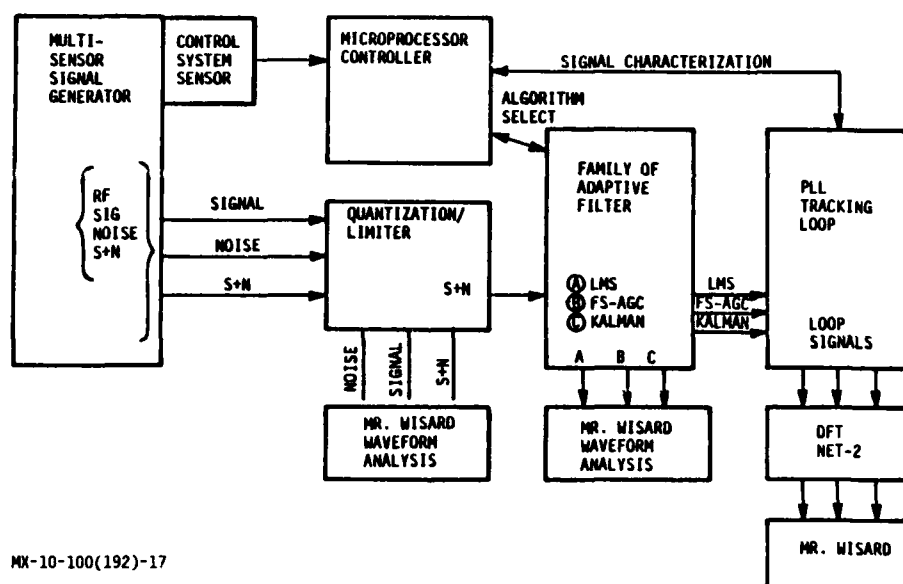 MULTI-
SENSOR
SIGNAL
GENERATOR
CONTROL
SYSTEM
SENSOR
MICROPROCESSOR
CONTROLLER
SIGNAL CHARACTERIZATION
ALGORITHM
SELECT
RF
SIG
NOISE
S+N
SIGNAL
NOISE
S+N
QUANTIZATION/
LIMITER
S+N
FAMILY OF
ADAPTIVE
FILTER
A LMS
B FS-AGC
C KALMAN
A B C
LMS
FS-AGC
KALMAN
PLL
TRACKING
LOOP
LOOP
SIGNALS
NOISE
SIGNAL
S+N
MR. WISARD
WAVEFORM
ANALYSIS
MR. WISARD
WAVEFORM
ANALYSIS
DFT
NET-2
MR. WISARD
MX-10-100(192)-17